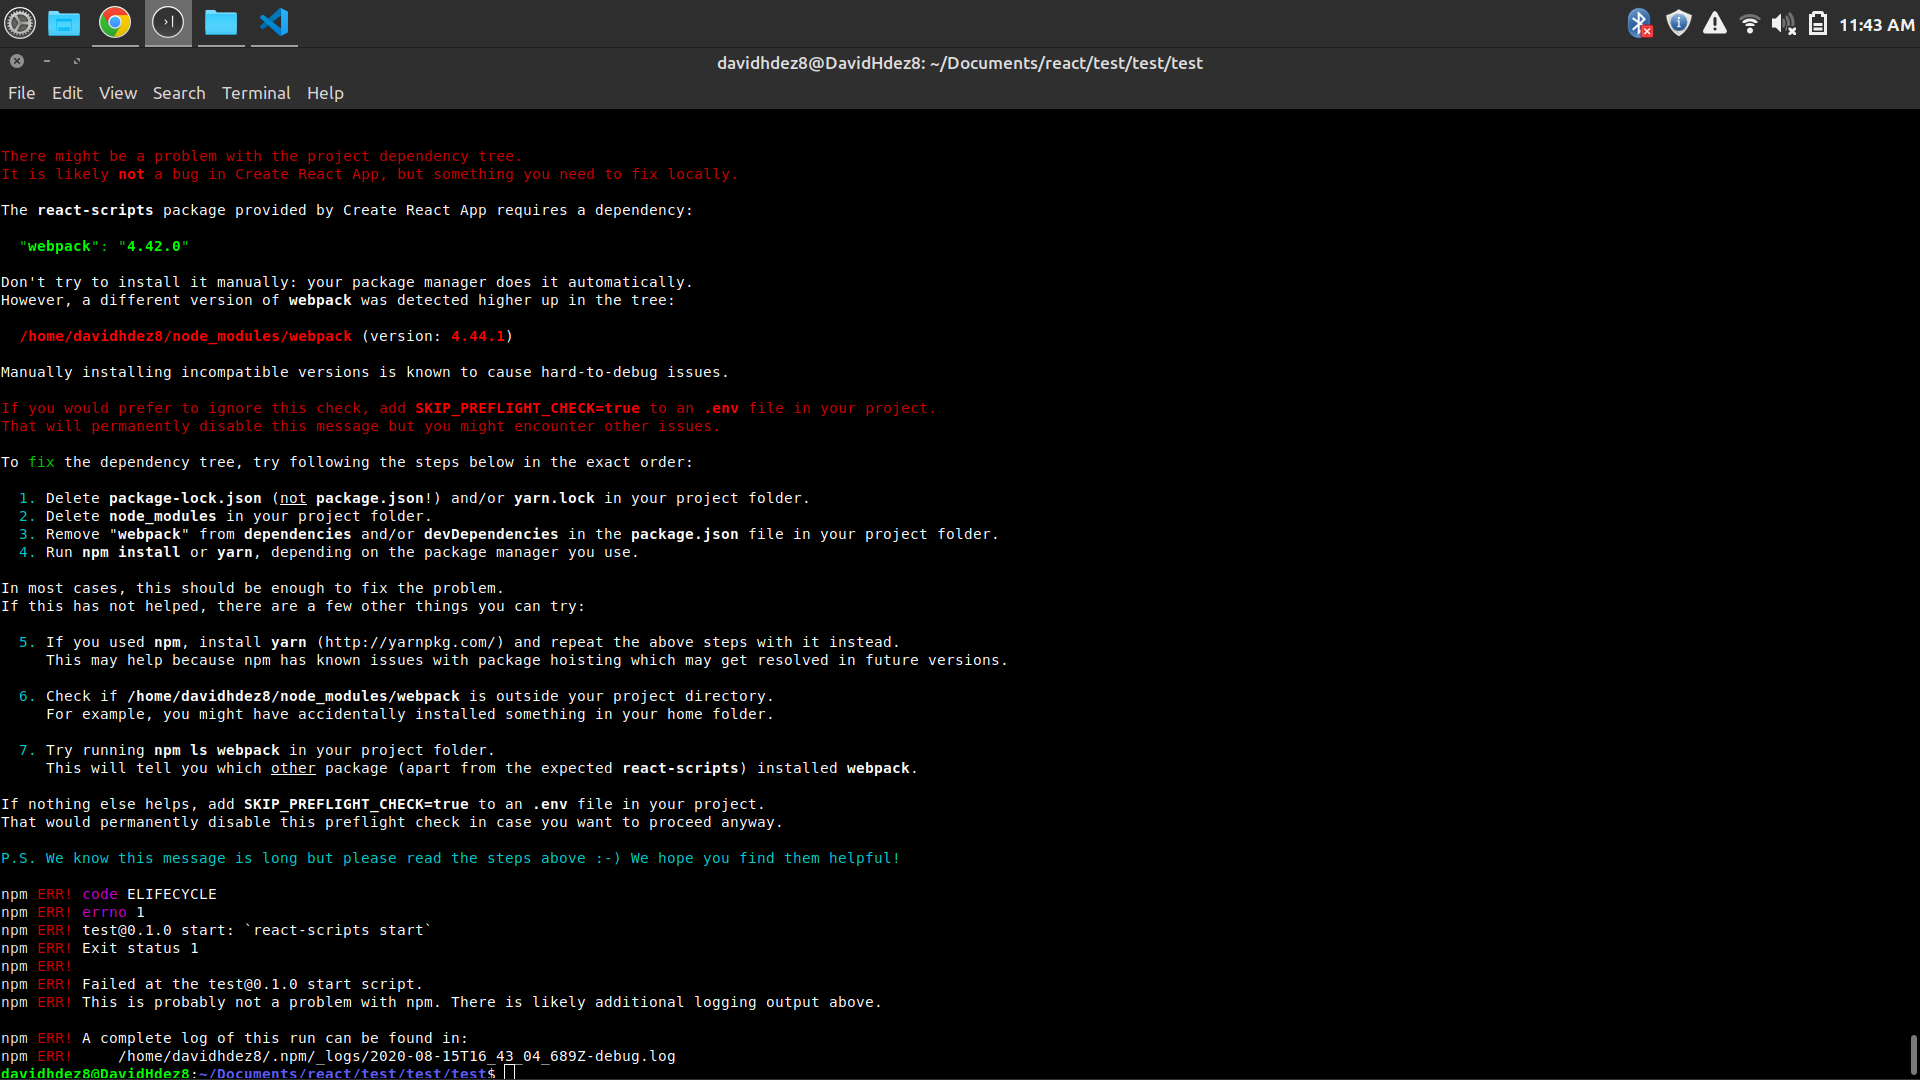 11:43 AM
davidhdez8@DavidHdez8: ~/Documents/react/test/test/test
File Edit View Search Terminal Help
There might be a problem with the project dependency tree.
It is likely not a bug in Create React App, but something you need to fix locally.
The react-scripts package provided by Create React App requires a dependency:
"webpack": "4.42.0"
Don't try to install it manually: your package manager does it automatically.
However, a different version of webpack was detected higher up in the tree:
/home/davidhdez8/node_modules/webpack (version: 4.44.1)
Manually installing incompatible versions is known to cause hard-to-debug issues.
If you would prefer to ignore this check, add SKIP_PREFLIGHT_CHECK=true to an .env file in your project.
That will permanently disable this message but you might encounter other issues.
To fix the dependency tree, try following the steps below in the exact order:
1. Delete package-lock.json (not package.json!) and/or yarn.lock in your project folder.
2. Delete node_modules in your project folder.
3. Remove "webpack" from dependencies and/or devDependencies in the package.json file in your project folder.
4. Run npm install or yarn, depending on the package manager you use.
In most cases, this should be enough to fix the problem.
If this has not helped, there are a few other things you can try:
5. If you used npm, install yarn (http://yarnpkg.com/) and repeat the above steps with it instead.
This may help because npm has known issues with package hoisting which may get resolved in future versions.
6. Check if /home/davidhdez8/node_modules/webpack is outside your project directory.
For example, you might have accidentally installed something in your home folder.
7. Try running npm ls webpack in your project folder.
This will tell you which other package (apart from the expected react-scripts) installed webpack.
If nothing else helps, add SKIP_PREFLIGHT_CHECK=true to an .env file in your project.
That would permanently disable this preflight check in case you want to proceed anyway.
P.S. We know this message is long but please read the steps above :-) We hope you find them helpful!
npm ERR! code ELIFECYCLE
npm ERR! errno 1
npm ERR! test@0.1.0 start: `react-scripts start`
npm ERR! Exit status 1
npm ERR!
npm ERR! Failed at the test@0.1.0 start script.
npm ERR! This is probably not a problem with npm. There is likely additional logging output above.
npm ERR! A complete log of this run can be found in:
npm ERR! /home/davidhdez8/.npm/_logs/2020-08-15T16_43_04_689Z-debug.log
davidhdez8@DavidHdez8:~/Documents/react/test/test/test$